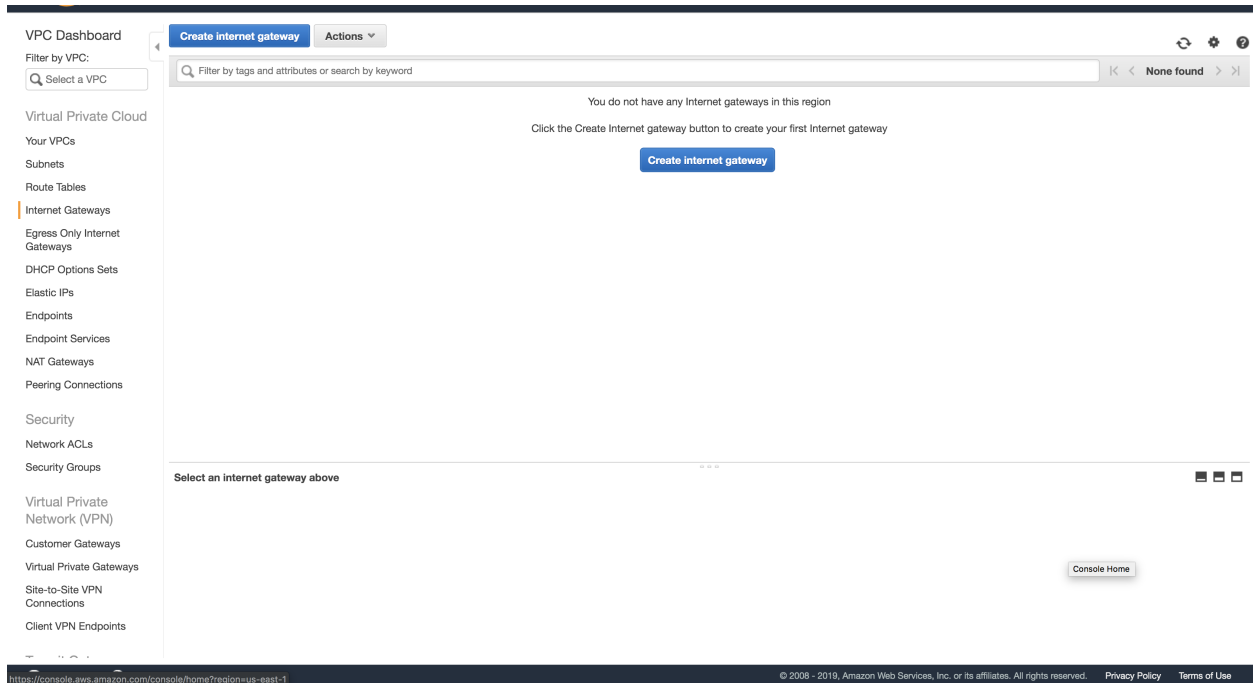 VPC Dashboard
Filter by VPC:
Select a VPC
Virtual Private Cloud
Your VPCs
Subnets
Route Tables
Internet Gateways
Egress Only Internet
Gateways
DHCP Options Sets
Elastic IPs
Endpoints
Endpoint Services
NAT Gateways
Peering Connections
Security
Network ACLs
Security Groups
Virtual Private
Network (VPN)
Customer Gateways
Virtual Private Gateways
Site-to-Site VPN
Connections
Client VPN Endpoints
Create internet gateway
Actions
Filter by tags and attributes or search by keyword
None found
You do not have any Internet gateways in this region
Click the Create Internet gateway button to create your first Internet gateway
Create internet gateway
Select an internet gateway above
Console Home
https://console.aws.amazon.com/console/home?region=us-east-1
© 2008 - 2019, Amazon Web Services, Inc. or its affiliates. All rights reserved. Privacy Policy Terms of Use